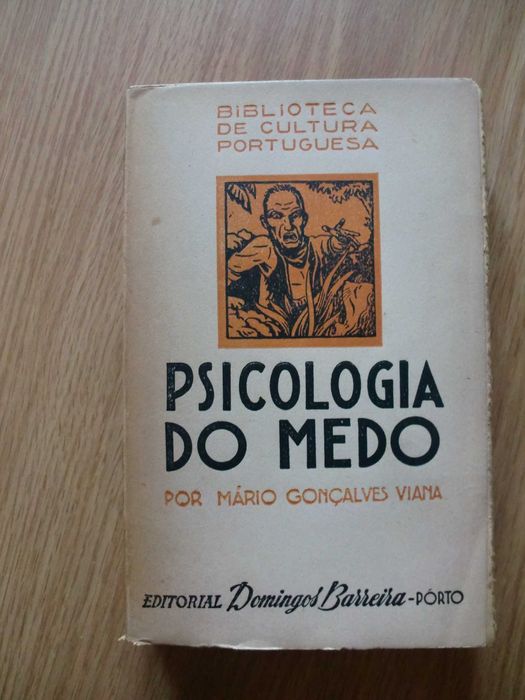 BIBLIOTECA
DE CULTURA
PORTUGUESA
PSICOLOGIA
DO MEDO
POR MÁRIO GONÇALVES VIANA
EDITORIAL Domingos Barreira-PÔRTO